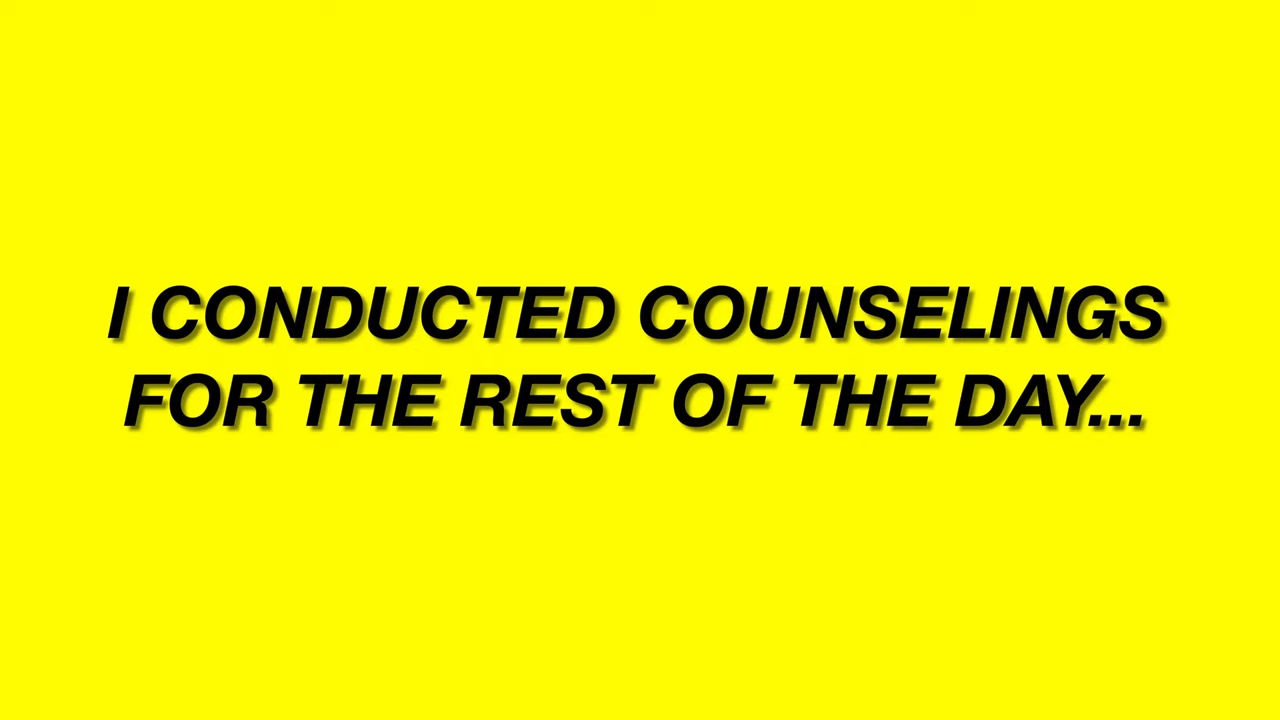 I CONDUCTED COUNSELINGS
FOR THE REST OF THE DAY...